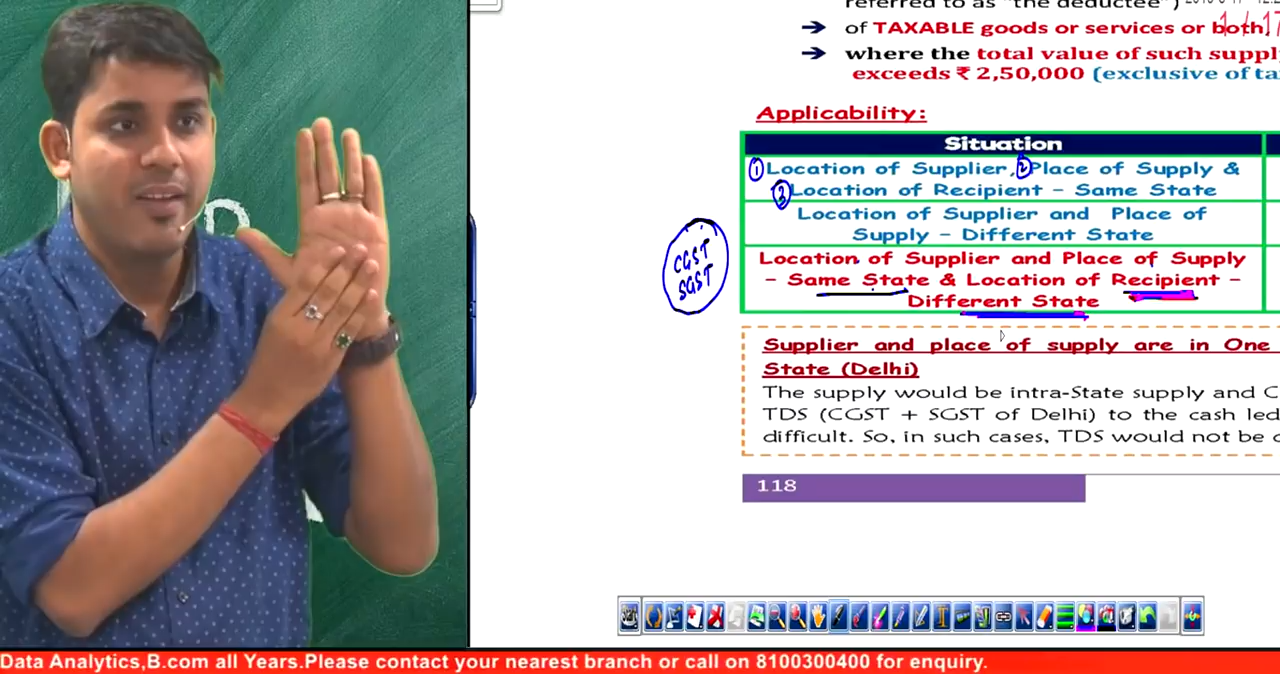 referred to as "the deductee")
➔ of TAXABLE goods or services or both,
➔ where the total value of such supply
exceeds ₹ 2,50,000 (exclusive of ta
Applicability:
Situation
① Location of Supplier, ② Place of Supply &
③ Location of Recipient – Same State
Location of Supplier and Place of
Supply – Different State
Location of Supplier and Place of Supply
– Same State & Location of Recipient –
Different State
CGST
SGST
Supplier and place of supply are in One
State (Delhi)
The supply would be intra-State supply and C
TDS (CGST + SGST of Delhi) to the cash led
difficult. So, in such cases, TDS would not be
118
Data Analytics,B.com all Years.Please contact your nearest branch or call on 8100300400 for enquiry.